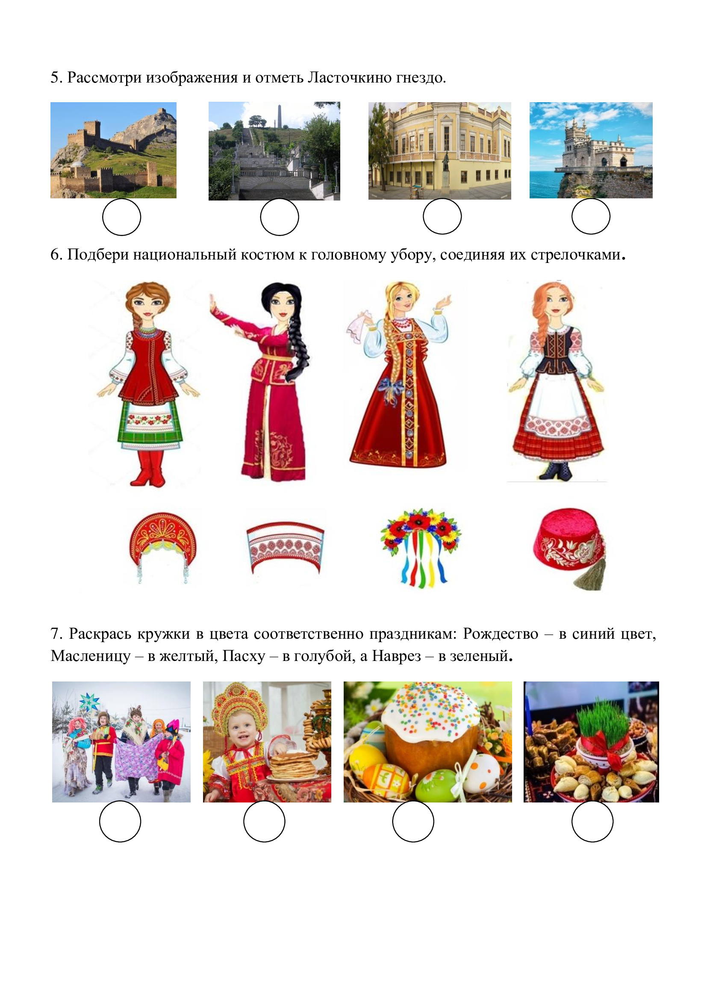 5. Рассмотри изображения и отметь Ласточкино гнездо.
6. Подбери национальный костюм к головному убору, соединяя их стрелочками.
7. Раскрась кружки в цвета соответственно праздникам: Рождество – в синий цвет,
Масленицу – в желтый, Пасху – в голубой, а Наврез – в зеленый.